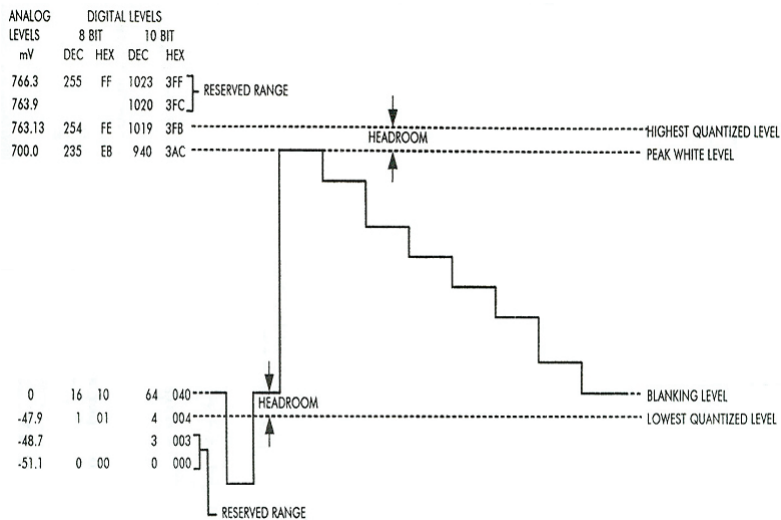 ANALOG DIGITAL LEVELS
LEVELS 8 BIT 10 BIT
mV DEC HEX DEC HEX
766.3 255 FF 1023 3FF
RESERVED RANGE
763.9 1020 3FC
763.13 254 FE 1019 3FB HIGHEST QUANTIZED LEVEL
HEADROOM
700.0 235 EB 940 3AC PEAK WHITE LEVEL
0 16 10 64 040 BLANKING LEVEL
HEADROOM
-47.9 1 01 4 004 LOWEST QUANTIZED LEVEL
-48.7 3 003
-51.1 0 00 0 000
RESERVED RANGE